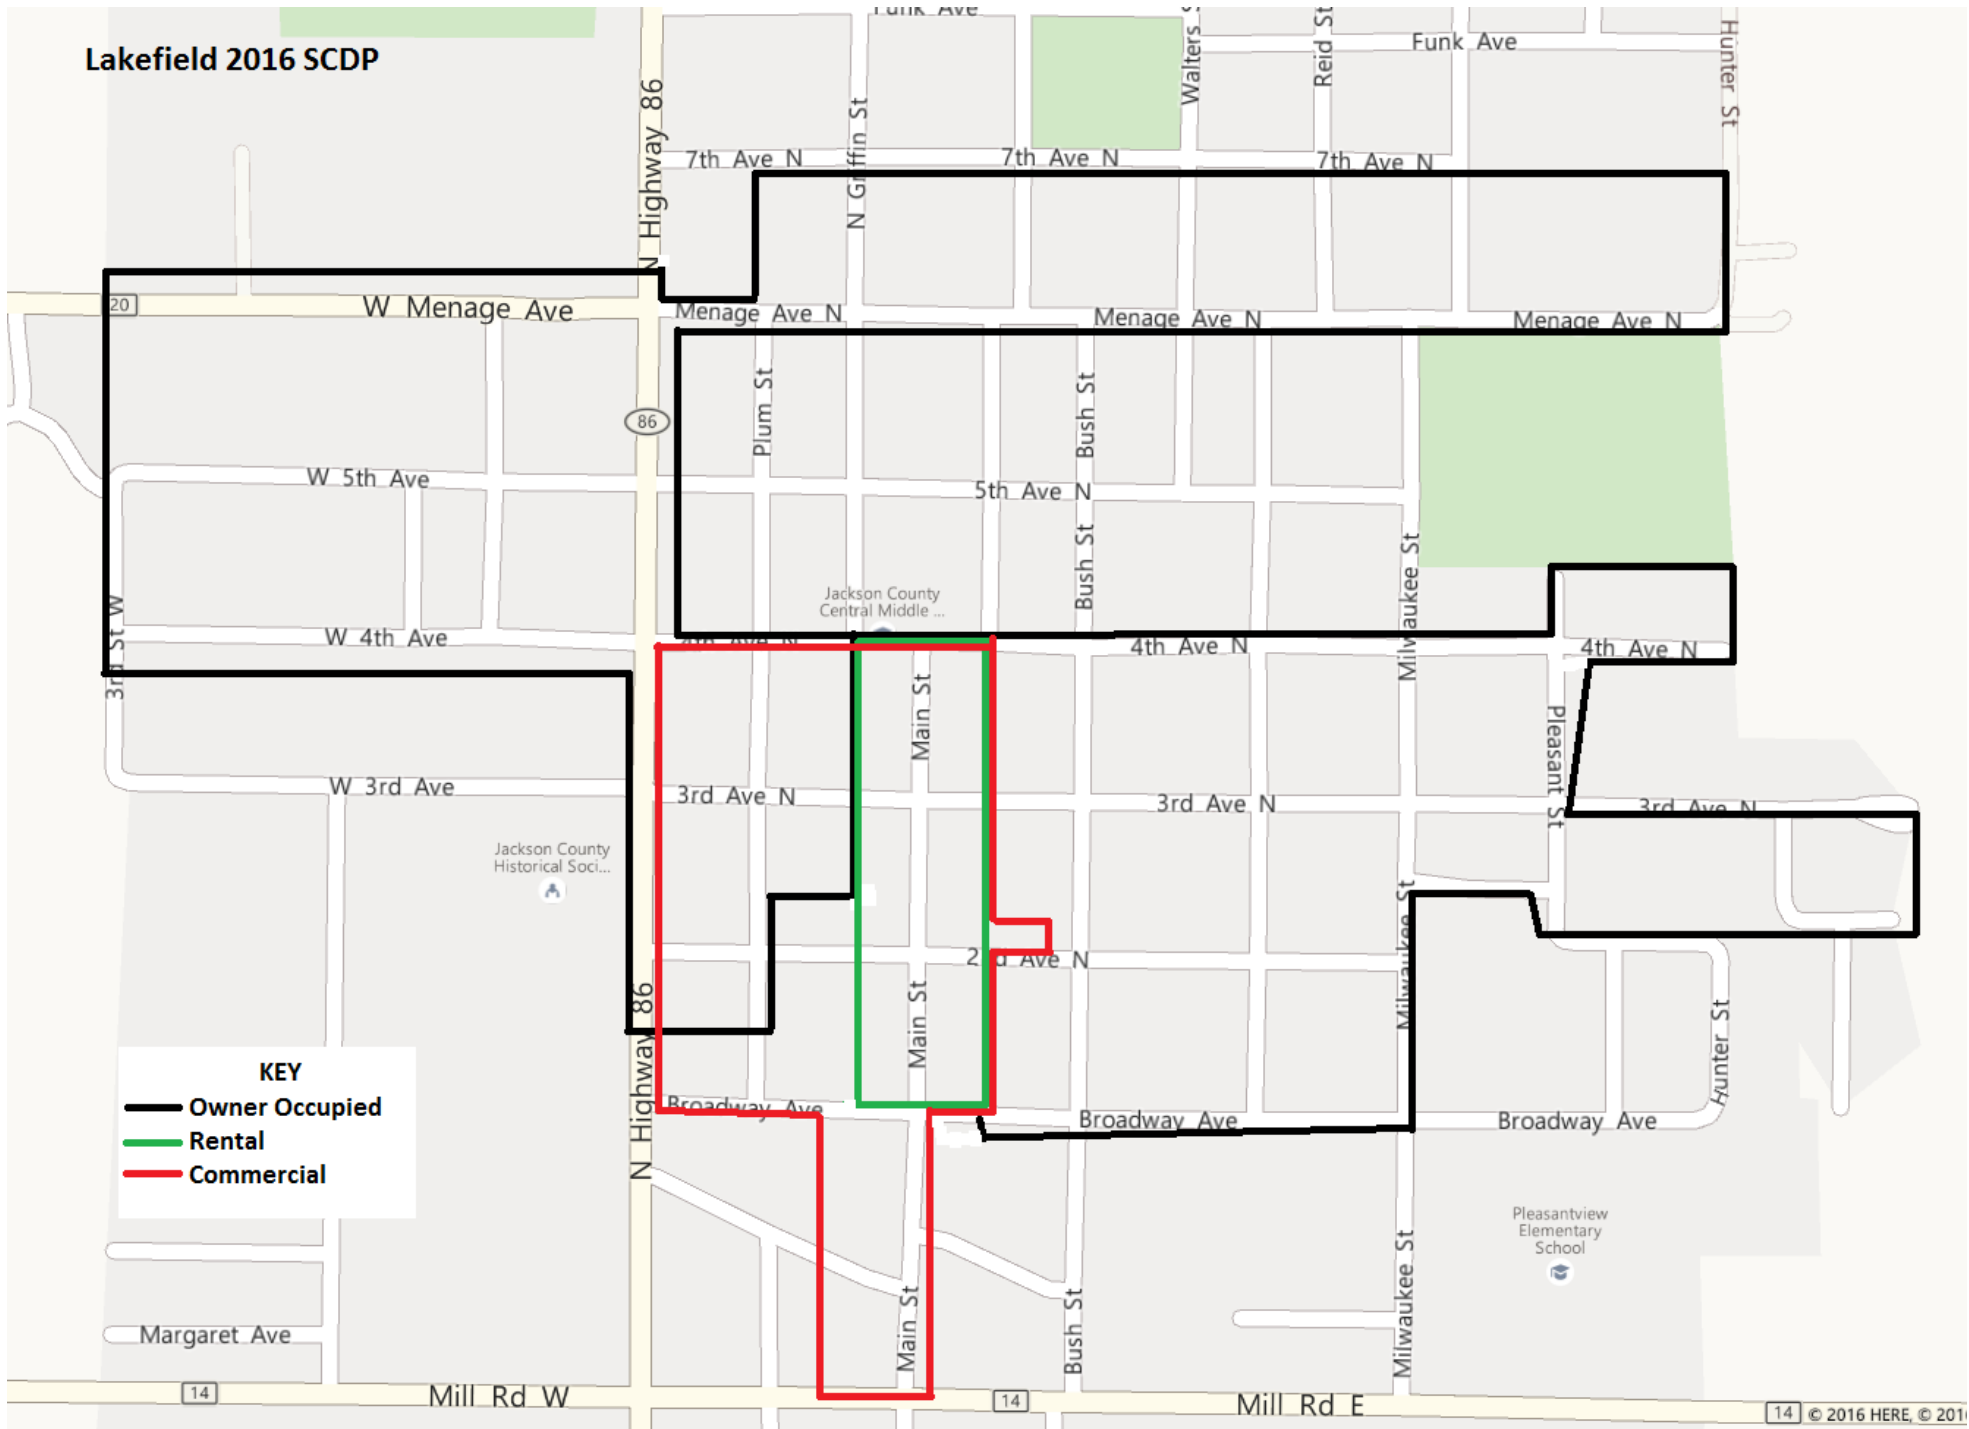 Lakefield 2016 SCDP
Funk Ave
Walters S
Reid St
Funk Ave
Hunter St
N Highway 86
N Griffin St
7th Ave N
7th Ave N
7th Ave N
20
W Menage Ave
Menage Ave N
Menage Ave N
Menage Ave N
86
Plum St
Bush St
W 5th Ave
5th Ave N
Bush St
Milwaukee St
Jackson County
Central Middle ...
3rd St W
W 4th Ave
4th Ave N
4th Ave N
4th Ave N
Main St
Pleasant St
W 3rd Ave
3rd Ave N
3rd Ave N
3rd Ave N
Jackson County
Historical Soci...
Milwaukee St
Ave N
Main St
N Highway 86
Hunter St
KEY
Owner Occupied
Rental
Commercial
Broadway Ave
Broadway Ave
Broadway Ave
Pleasantview
Elementary
School
Main St
Bush St
Milwaukee St
Margaret Ave
14
Mill Rd W
14
Mill Rd E
14
© 2016 HERE, © 201